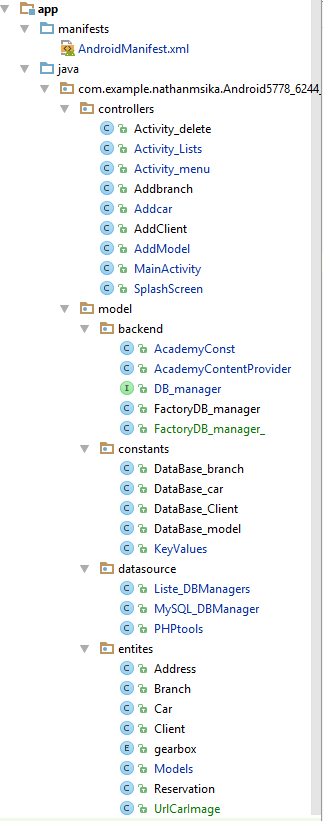 app
manifests
AndroidManifest.xml
java
com.example.nathanmsika.Android5778_6244_
controllers
Activity_delete
Activity_Lists
Activity_menu
Addbranch
Addcar
AddClient
AddModel
MainActivity
SplashScreen
model
backend
AcademyConst
AcademyContentProvider
DB_manager
FactoryDB_manager
FactoryDB_manager_
constants
DataBase_branch
DataBase_car
DataBase_Client
DataBase_model
KeyValues
datasource
Liste_DBManagers
MySQL_DBManager
PHPtools
entites
Address
Branch
Car
Client
gearbox
Models
Reservation
UrlCarImage